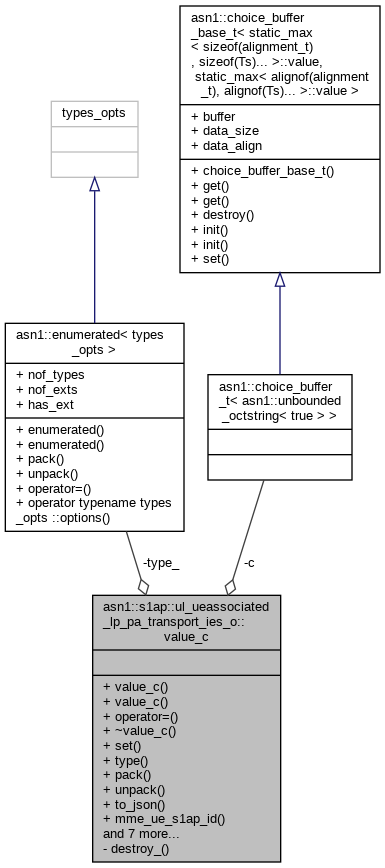 asn1::choice_buffer
_base_t< static_max
< sizeof(alignment_t)
, sizeof(Ts)... >::value,
static_max< alignof(alignment
_t), alignof(Ts)... >::value >
+ buffer
+ data_size
+ data_align
+ choice_buffer_base_t()
+ get()
+ get()
+ destroy()
+ init()
+ init()
+ set()
types_opts
asn1::enumerated< types
_opts >
+ nof_types
+ nof_exts
+ has_ext
+ enumerated()
+ enumerated()
+ pack()
+ unpack()
+ operator=()
+ operator typename types
_opts ::options()
asn1::choice_buffer
_t< asn1::unbounded
_octstring< true > >
-type_
-c
asn1::s1ap::ul_ueassociated
_lp_pa_transport_ies_o::
value_c
+ value_c()
+ value_c()
+ operator=()
+ ~value_c()
+ set()
+ type()
+ pack()
+ unpack()
+ to_json()
+ mme_ue_s1ap_id()
and 7 more...
- destroy_()